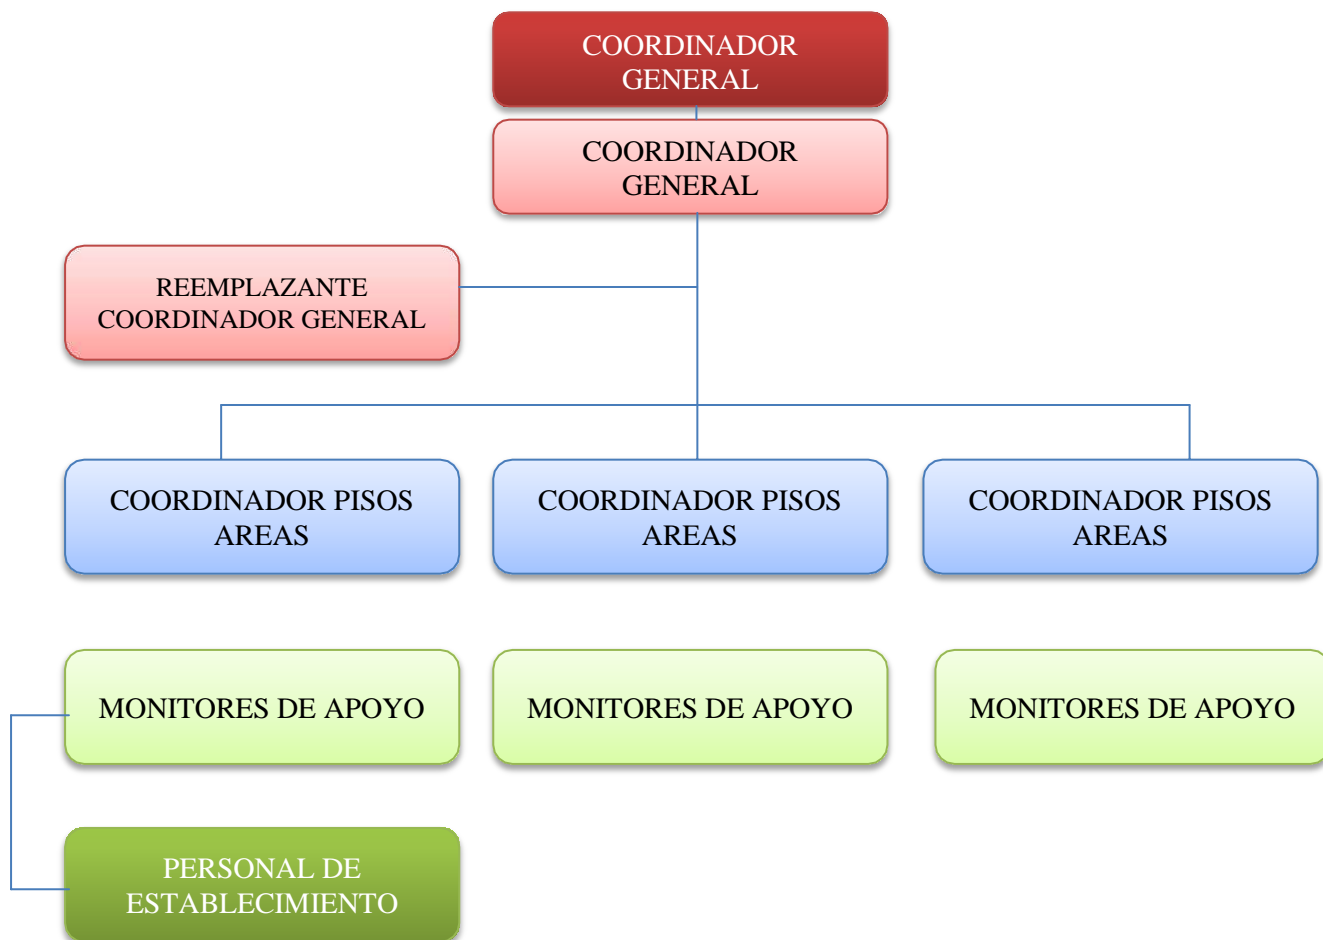 COORDINADOR
GENERAL
COORDINADOR
GENERAL
REEMPLAZANTE
COORDINADOR GENERAL
COORDINADOR PISOS
AREAS
COORDINADOR PISOS
AREAS
COORDINADOR PISOS
AREAS
MONITORES DE APOYO
MONITORES DE APOYO
MONITORES DE APOYO
PERSONAL DE
ESTABLECIMIENTO